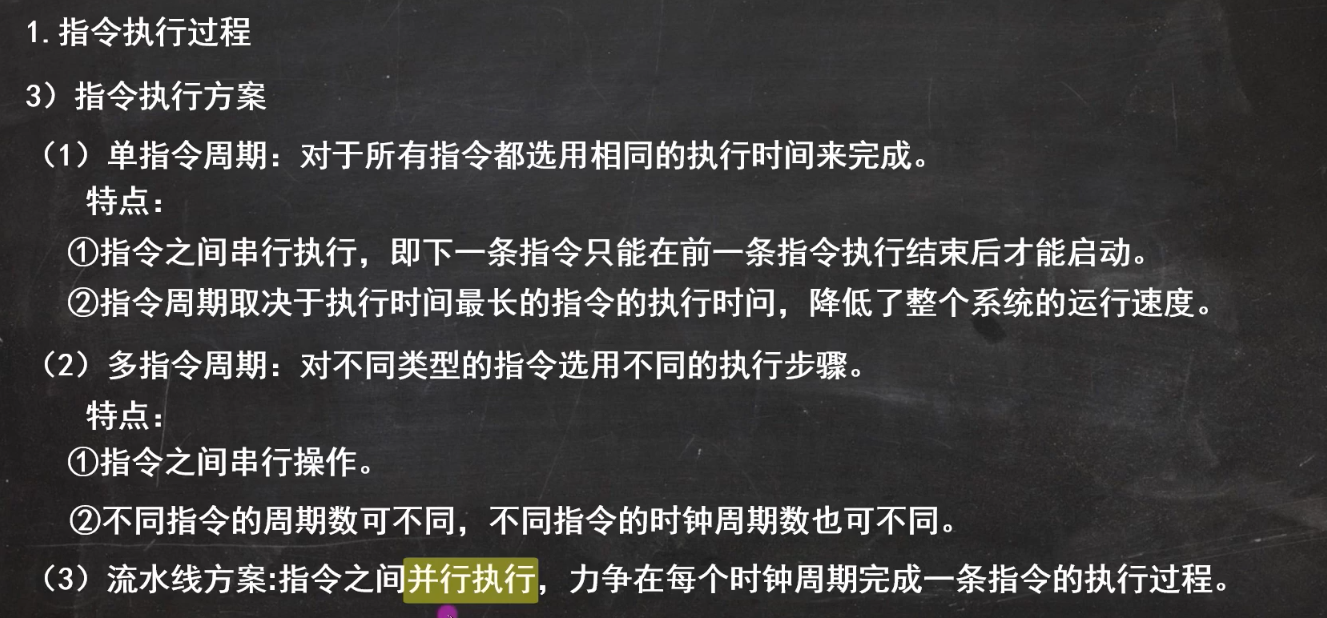 1.指令执行过程
3）指令执行方案
（1）单指令周期：对于所有指令都选用相同的执行时间来完成。
特点：
①指令之间串行执行，即下一条指令只能在前一条指令执行结束后才能启动。
②指令周期取决于执行时间最长的指令的执行时问，降低了整个系统的运行速度。
（2）多指令周期：对不同类型的指令选用不同的执行步骤。
特点：
①指令之间串行操作。
②不同指令的周期数可不同，不同指令的时钟周期数也可不同。
（3）流水线方案:指令之间并行执行，力争在每个时钟周期完成一条指令的执行过程。